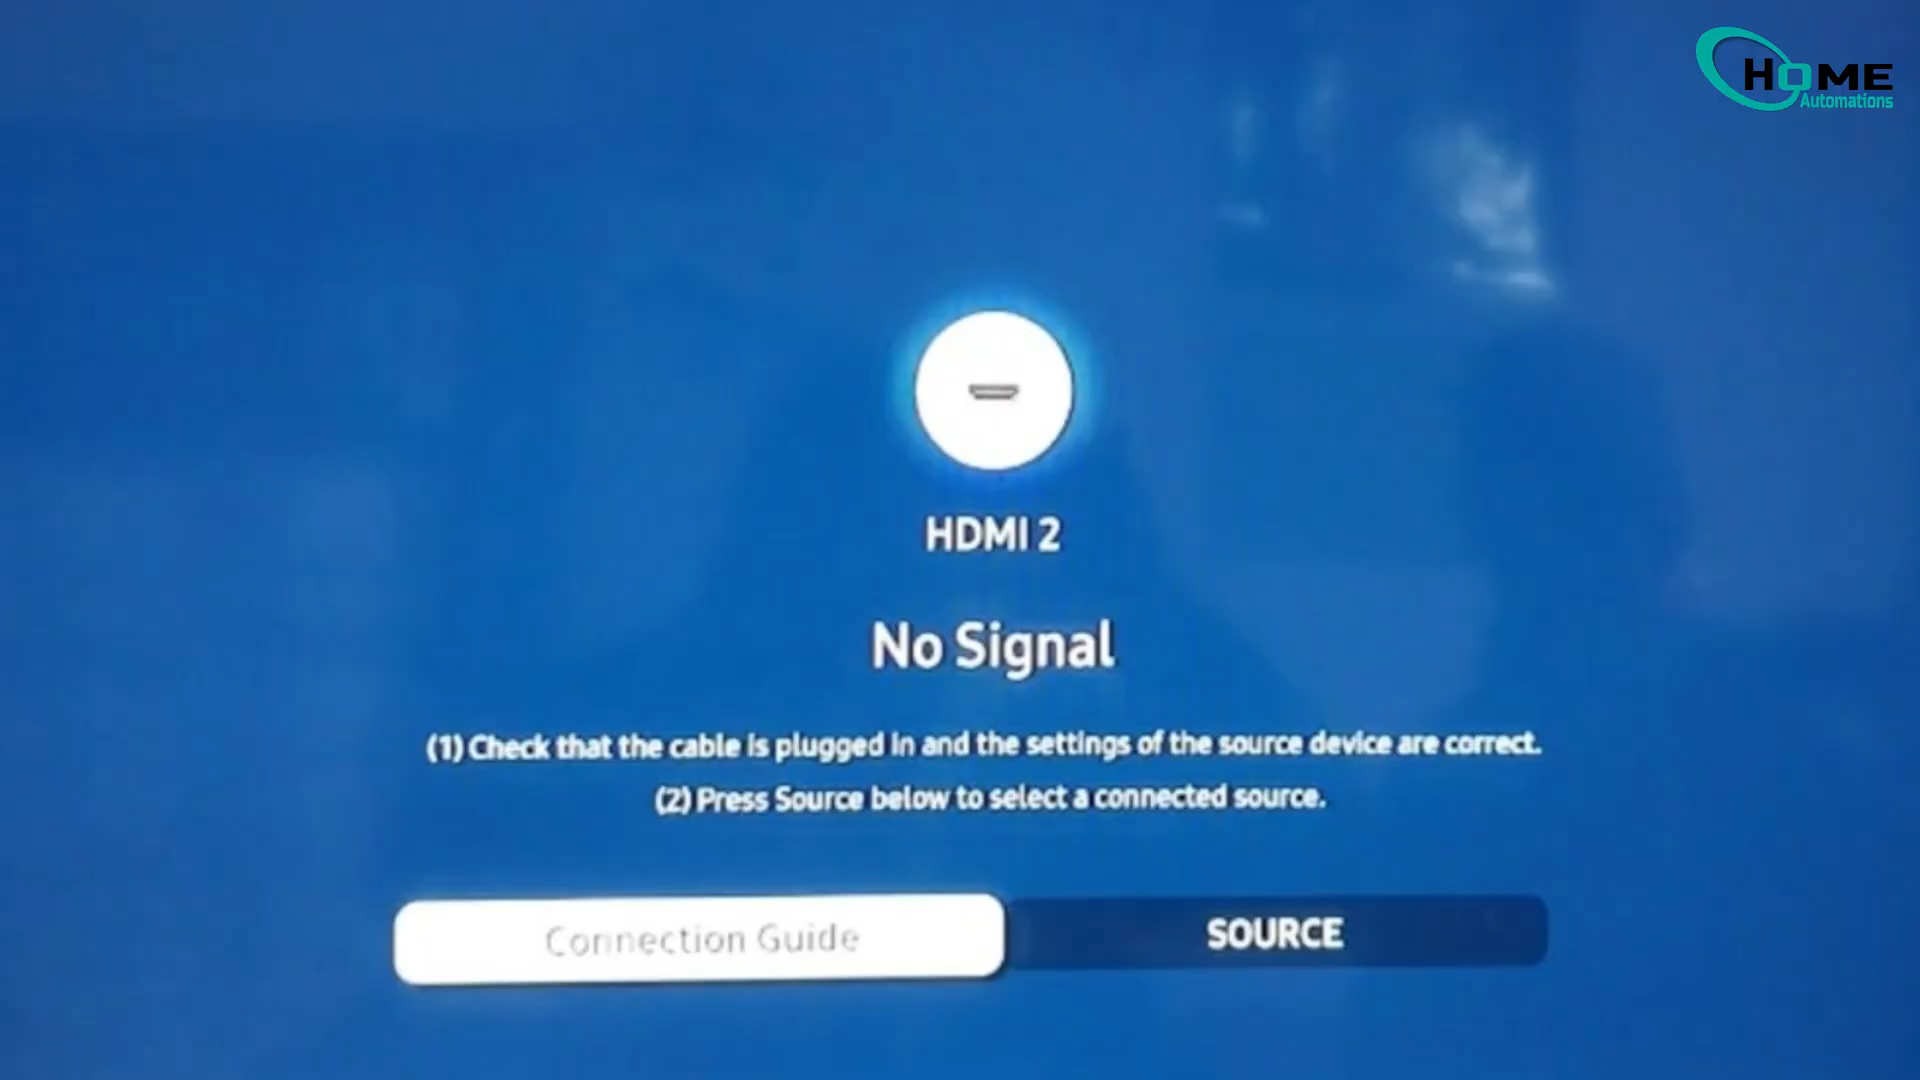 HOME
Automations
HDMI 2
No Signal
(1) Check that the cable is plugged in and the settings of the source device are correct.
(2) Press Source below to select a connected source.
Connection Guide
SOURCE